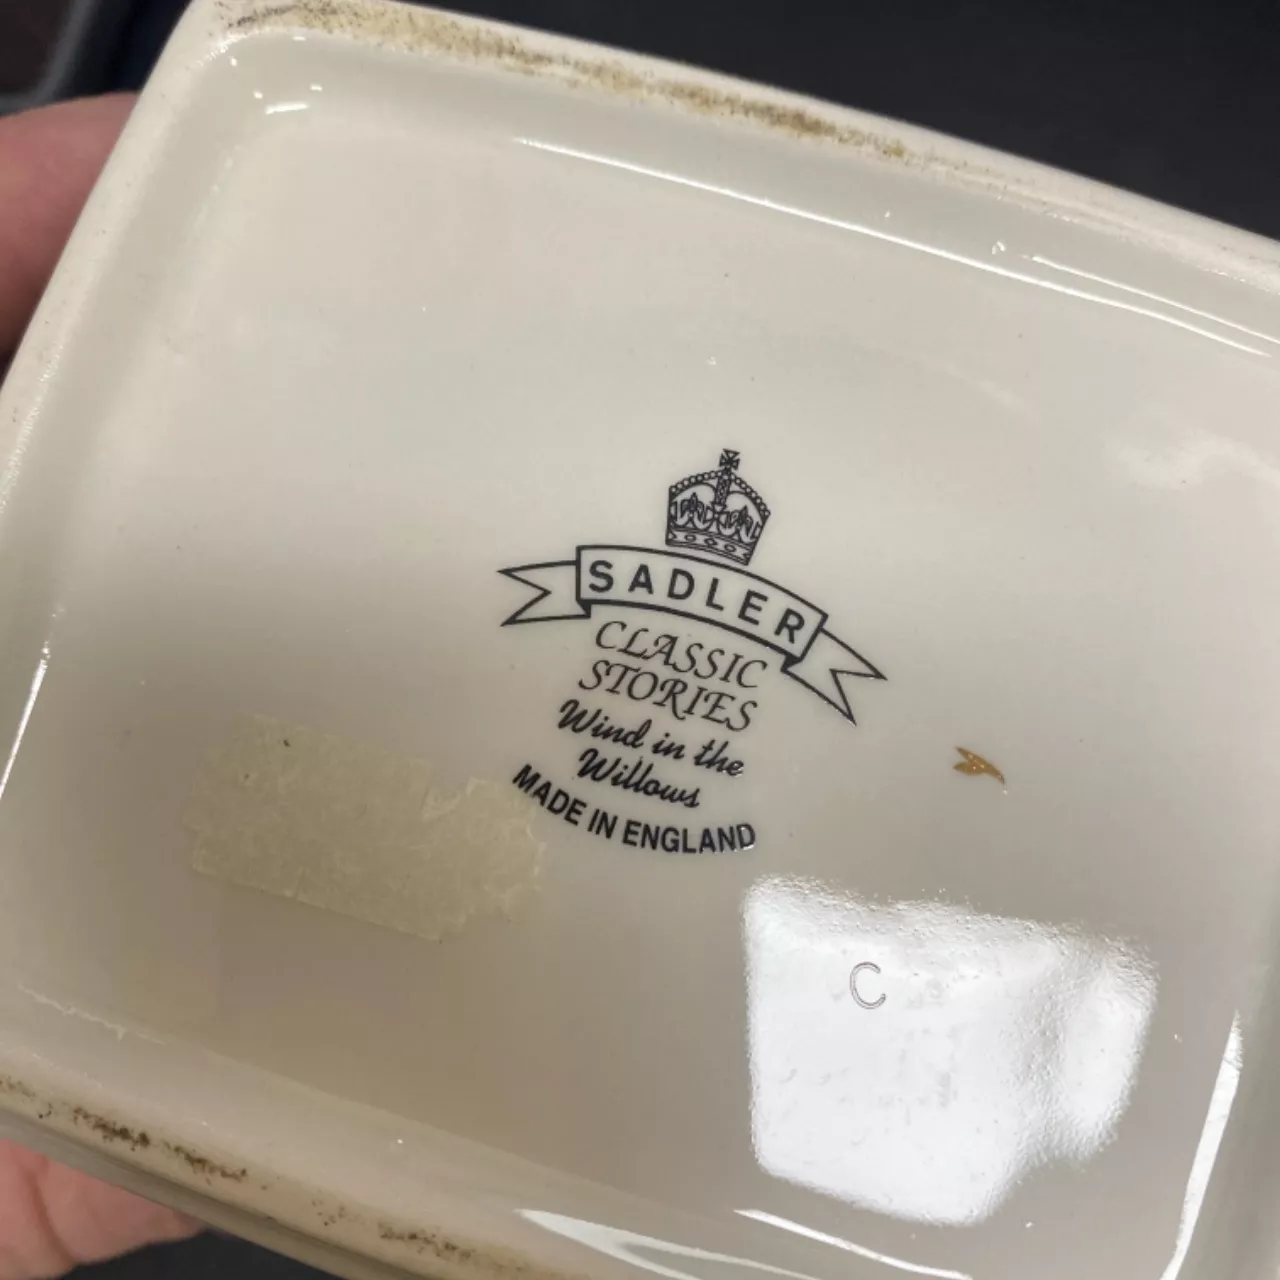 SADLER
CLASSIC
STORIES
Wind in the
Willows
MADE IN ENGLAND
C